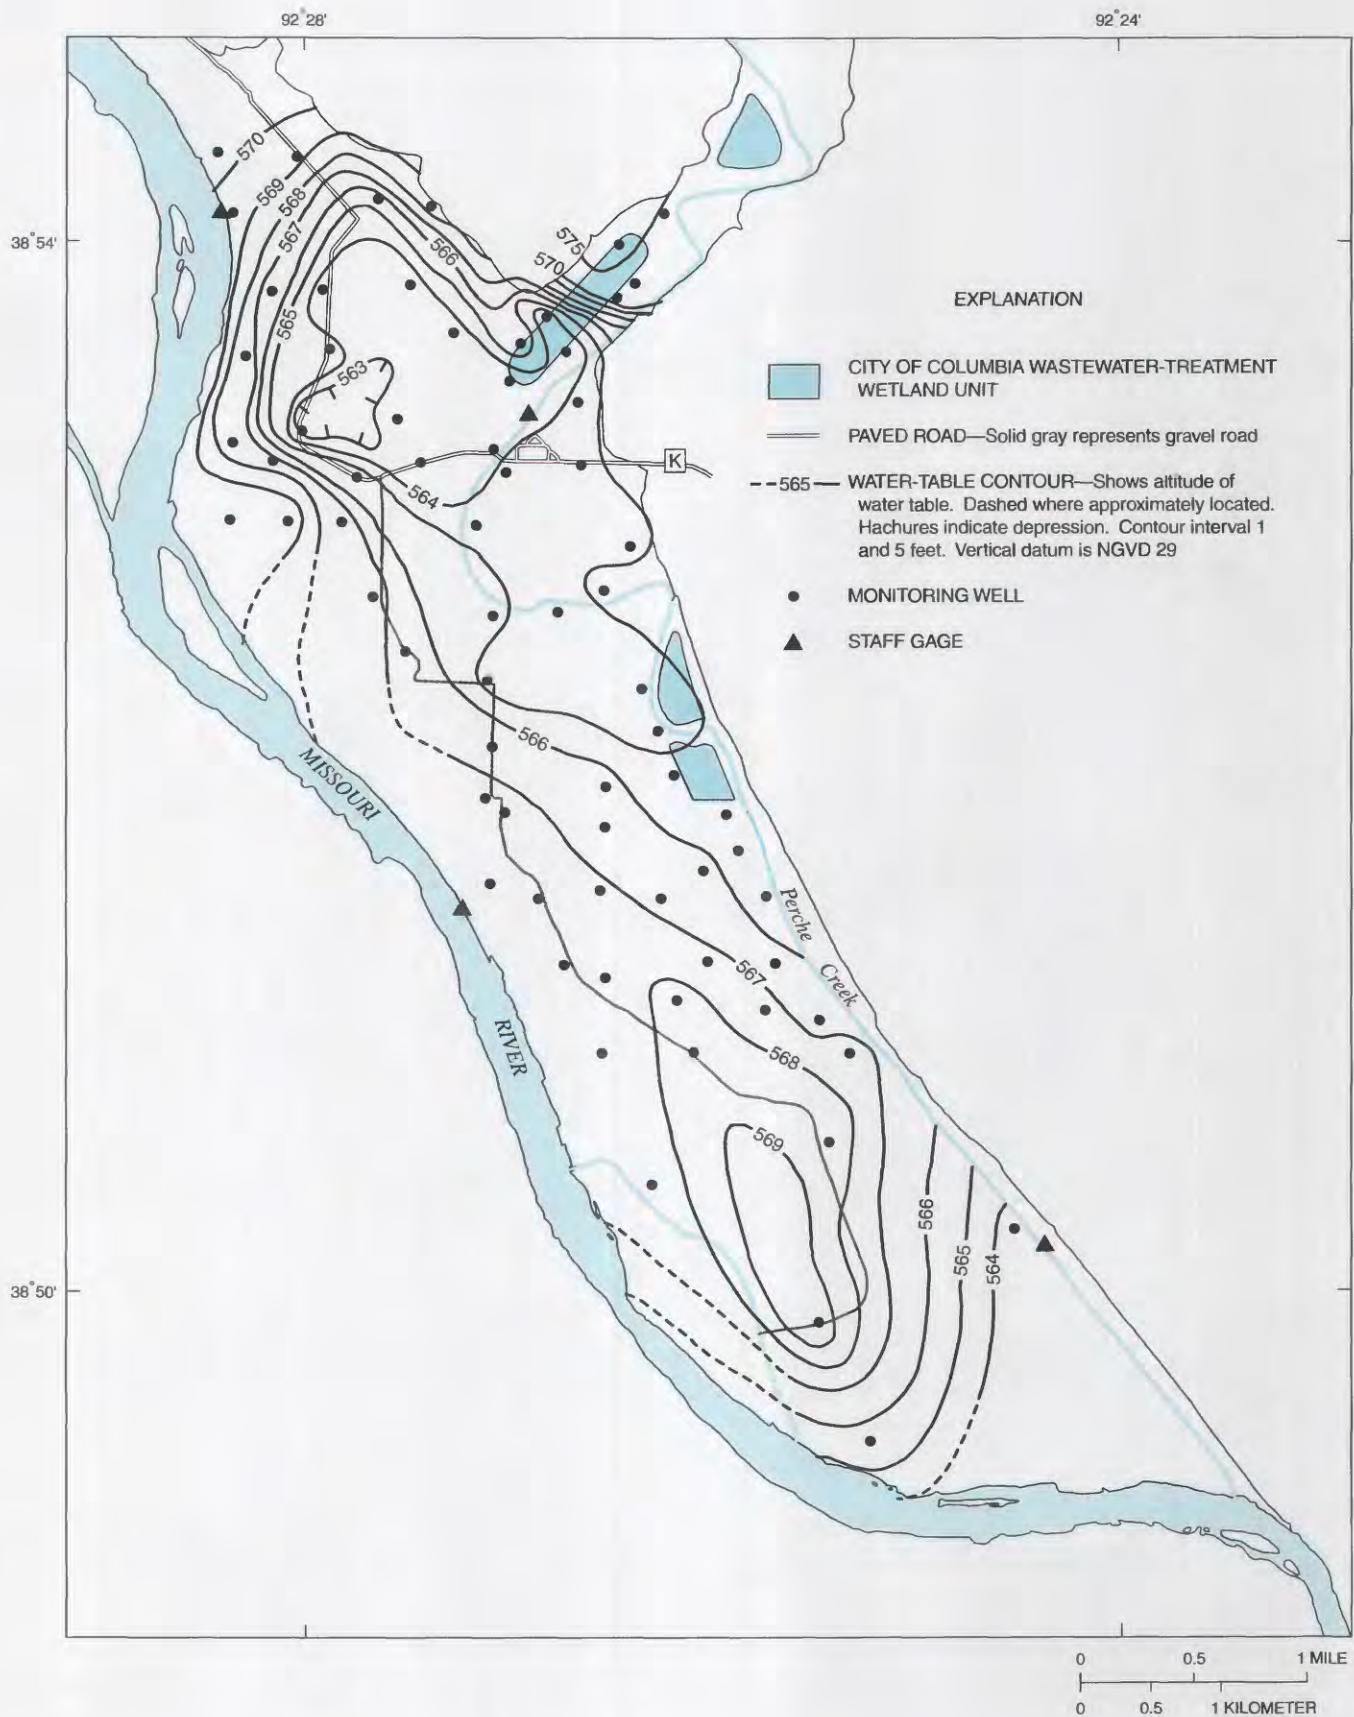 92°28'
92°24'
38°54'
38°50'
570
569
568
567
566
565
575
570
563
564
566
567
568
569
566
565
564
K
MISSOURI
RIVER
Perche
Creek
EXPLANATION
CITY OF COLUMBIA WASTEWATER-TREATMENT
WETLAND UNIT
PAVED ROAD—Solid gray represents gravel road
--565— WATER-TABLE CONTOUR—Shows altitude of
water table. Dashed where approximately located.
Hachures indicate depression. Contour interval 1
and 5 feet. Vertical datum is NGVD 29
MONITORING WELL
STAFF GAGE
0 0.5 1 MILE
0 0.5 1 KILOMETER